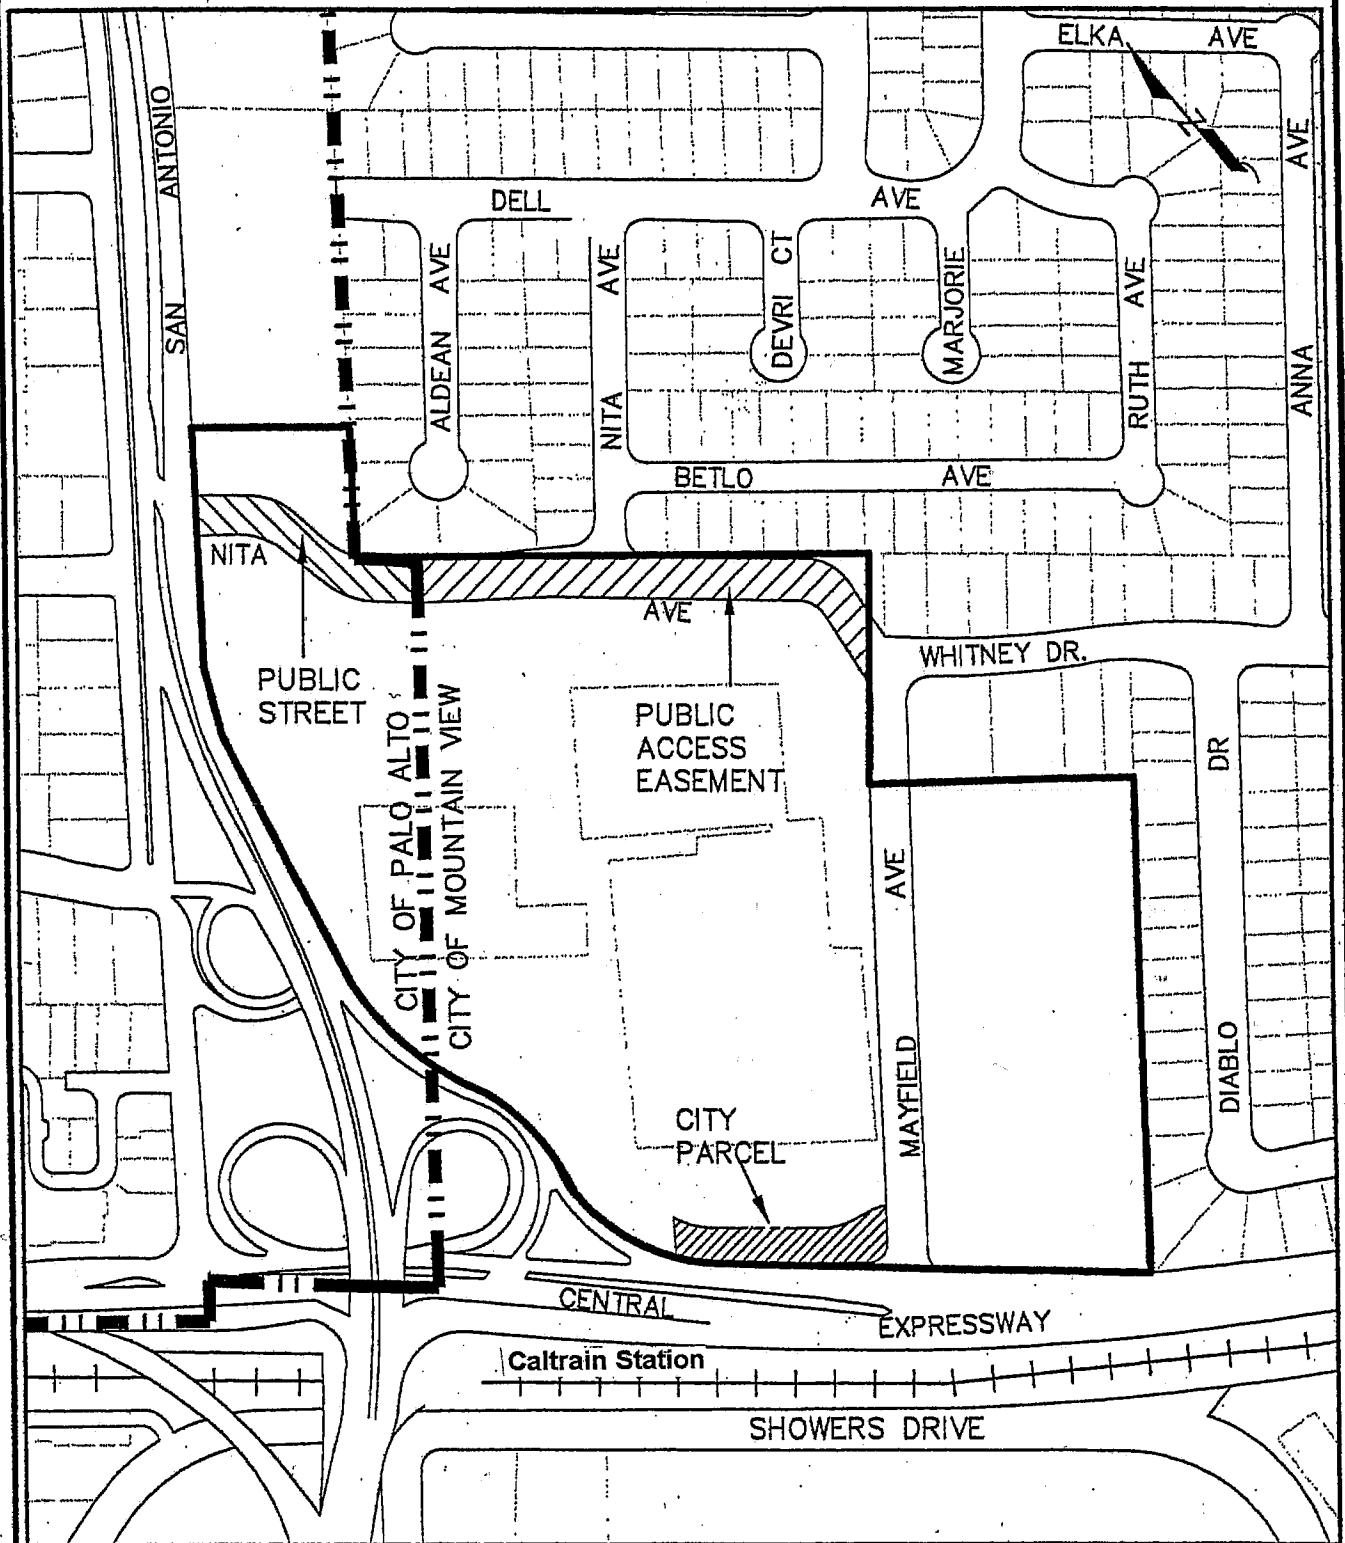 ELKA AVE
SAN ANTONIO
AVE
DELL AVE
ALDEAN AVE
NITA AVE
DEVRI CT
MARJORIE
RUTH AVE
ANNA
BETLO AVE
NITA AVE
WHITNEY DR.
PUBLIC
STREET
PUBLIC
ACCESS
EASEMENT
CITY OF PALO ALTO
CITY OF MOUNTAIN VIEW
MAYFIELD AVE
DIABLO DR
CITY
PARCEL
CENTRAL EXPRESSWAY
Caltrain Station
SHOWERS DRIVE
N